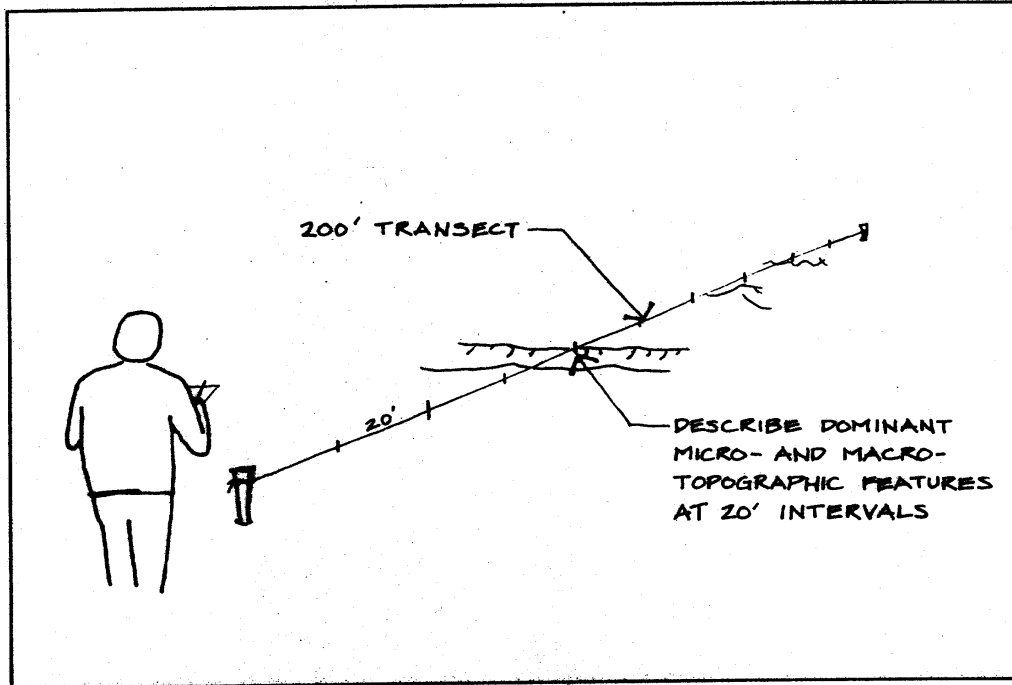 200' TRANSECT
20'
DESCRIBE DOMINANT
MICRO- AND MACRO-
TOPOGRAPHIC FEATURES
AT 20' INTERVALS